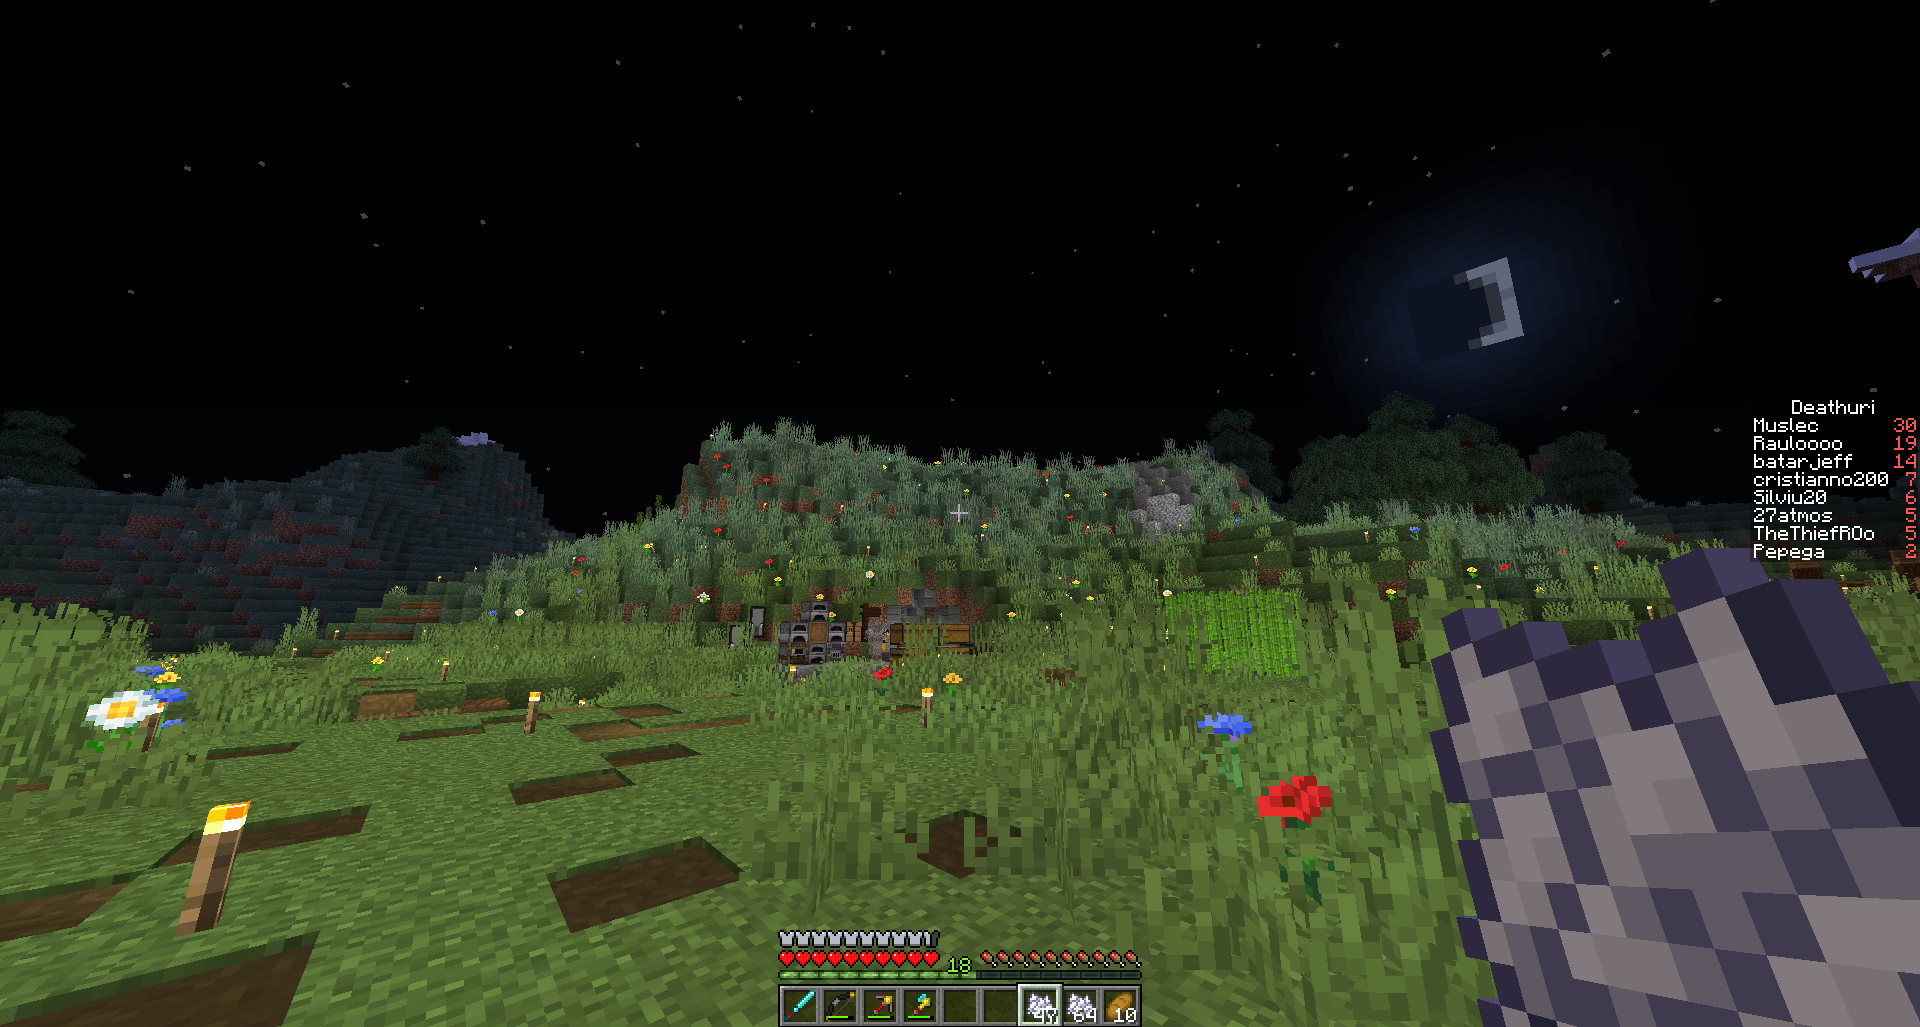 Deathuri
Muslec 30
Rauloooo 19
batarjeff 14
cristianno200 7
Silviu20 6
27atmos 5
TheThiefR0o 5
Pepega 2
18
47 64 10